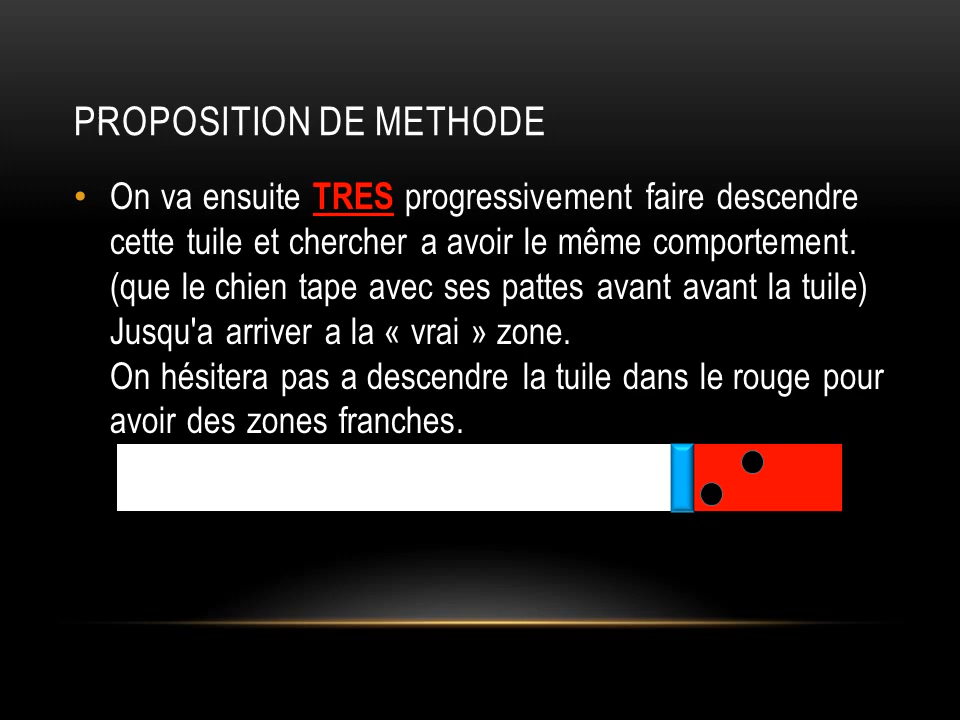 PROPOSITION DE METHODE
• On va ensuite TRES progressivement faire descendre
cette tuile et chercher a avoir le même comportement.
(que le chien tape avec ses pattes avant avant la tuile)
Jusqu'a arriver a la « vrai » zone.
On hésitera pas a descendre la tuile dans le rouge pour
avoir des zones franches.